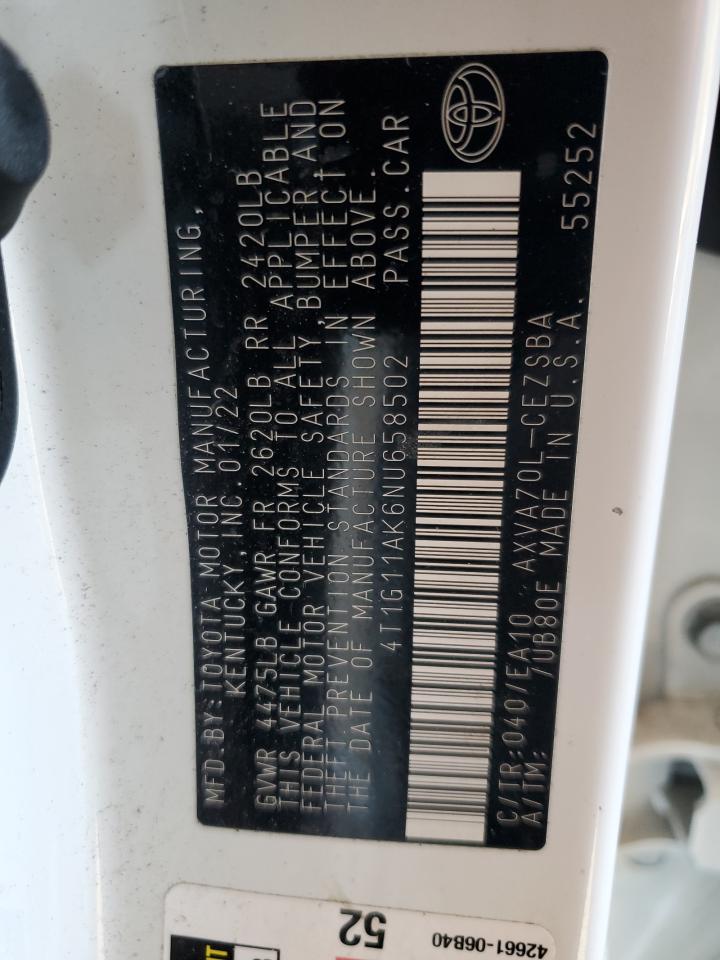 MFD BY:TOYOTA MOTOR MANUFACTURING,
KENTUCKY,INC. 01/22
GVWR 4475LB GAWR FR 2620LB RR 2420LB
THIS VEHICLE CONFORMS TO ALL APPLICABLE
FEDERAL MOTOR VEHICLE SAFETY, BUMPER, AND
THEFT PREVENTION STANDARDS IN EFFECT ON
THE DATE OF MANUFACTURE SHOWN ABOVE.
4T1G11AK6NU658502 PASS.CAR
C/TR:040/EA10 AXVA70L-CEZSBA
A/TM: /UB80E MADE IN U.S.A. 55252
52
42661-06B40